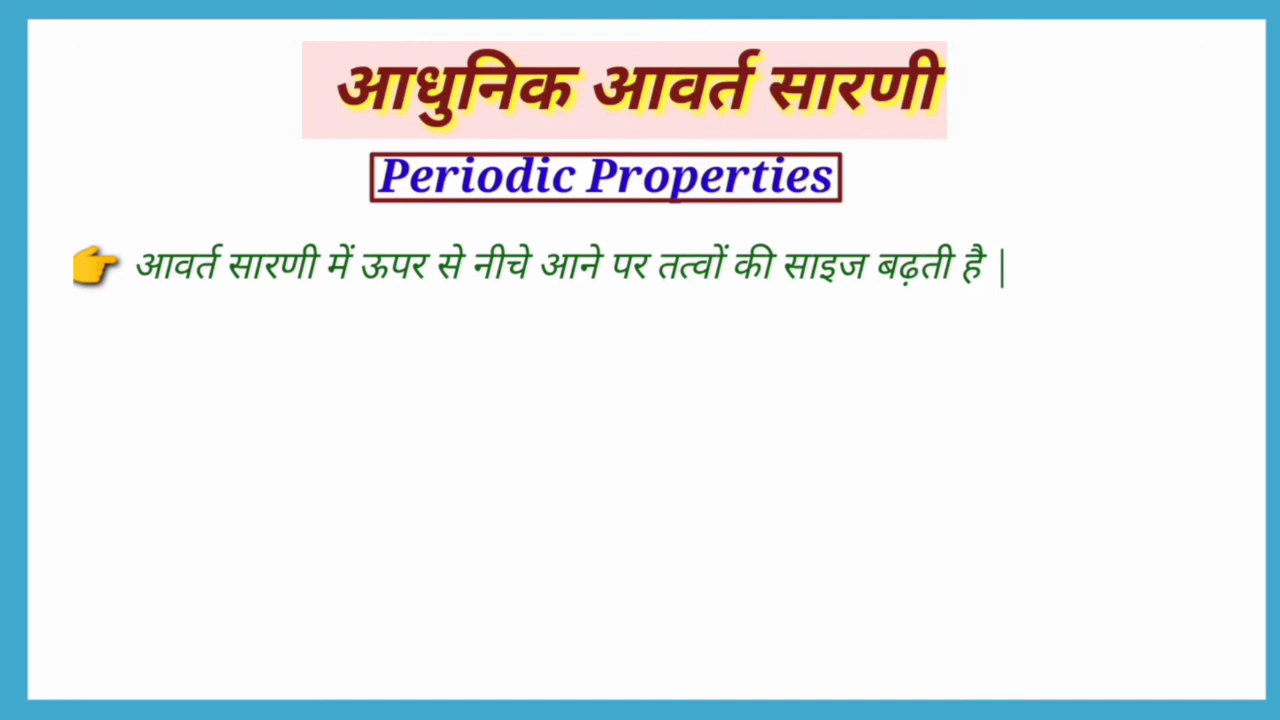 आधुनिक आवर्त सारणी
Periodic Properties
👉 आवर्त सारणी में ऊपर से नीचे आने पर तत्वों की साइज बढ़ती है |